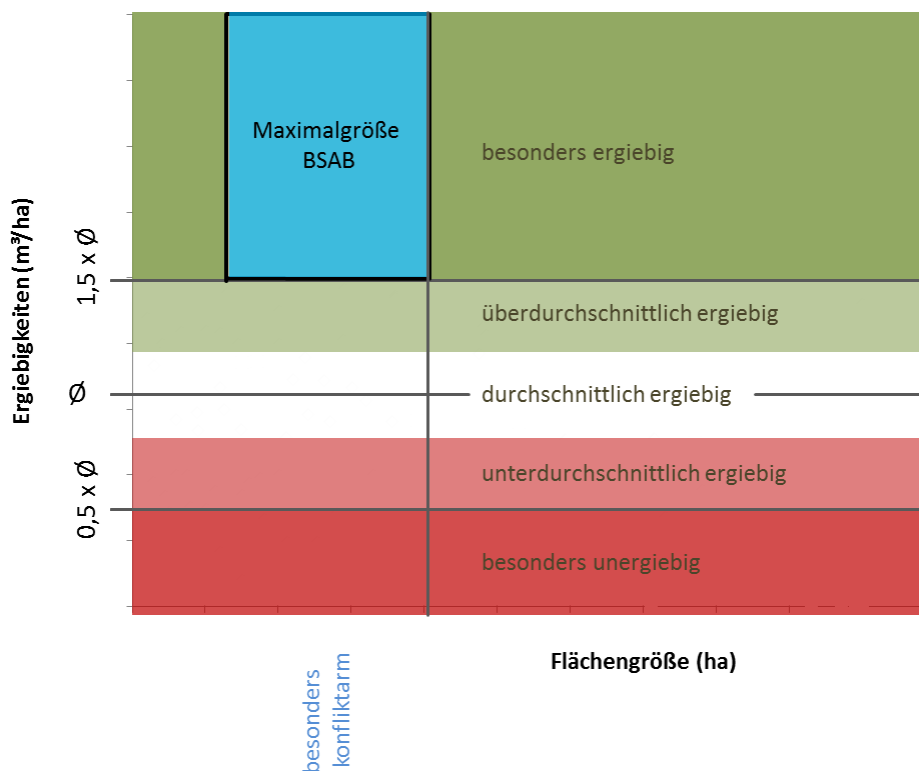 Maximalgröße
BSAB
besonders ergiebig
Ergiebigkeiten (m³/ha)
1,5 x Ø
überdurchschnittlich ergiebig
Ø
durchschnittlich ergiebig
0,5 x Ø
unterdurchschnittlich ergiebig
besonders unergiebig
Flächengröße (ha)
besonders
konfliktarm